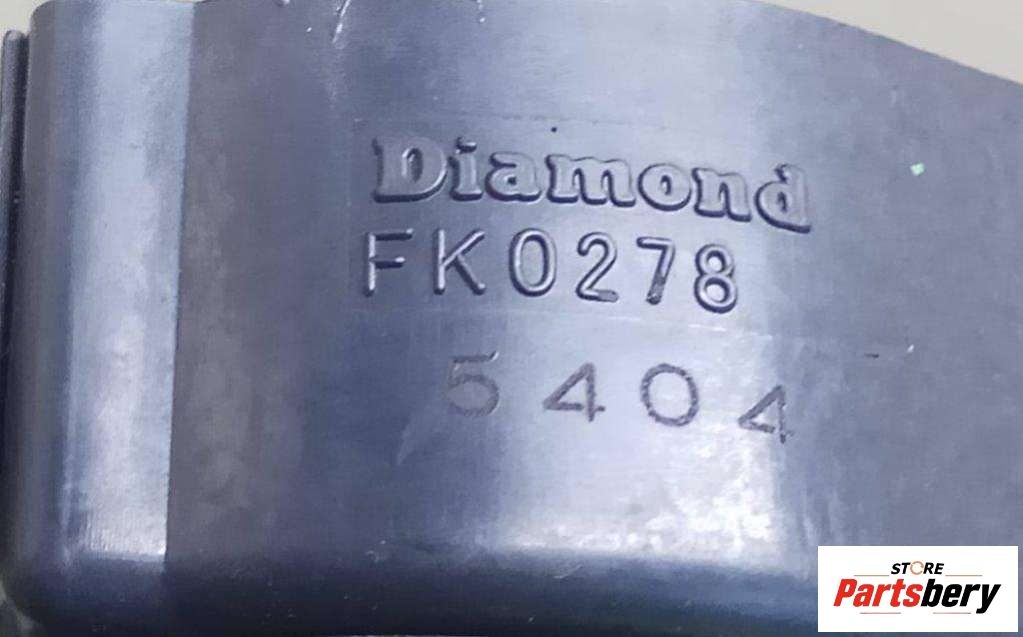 Diamond
FK0278
5404
STORE
Partsbery